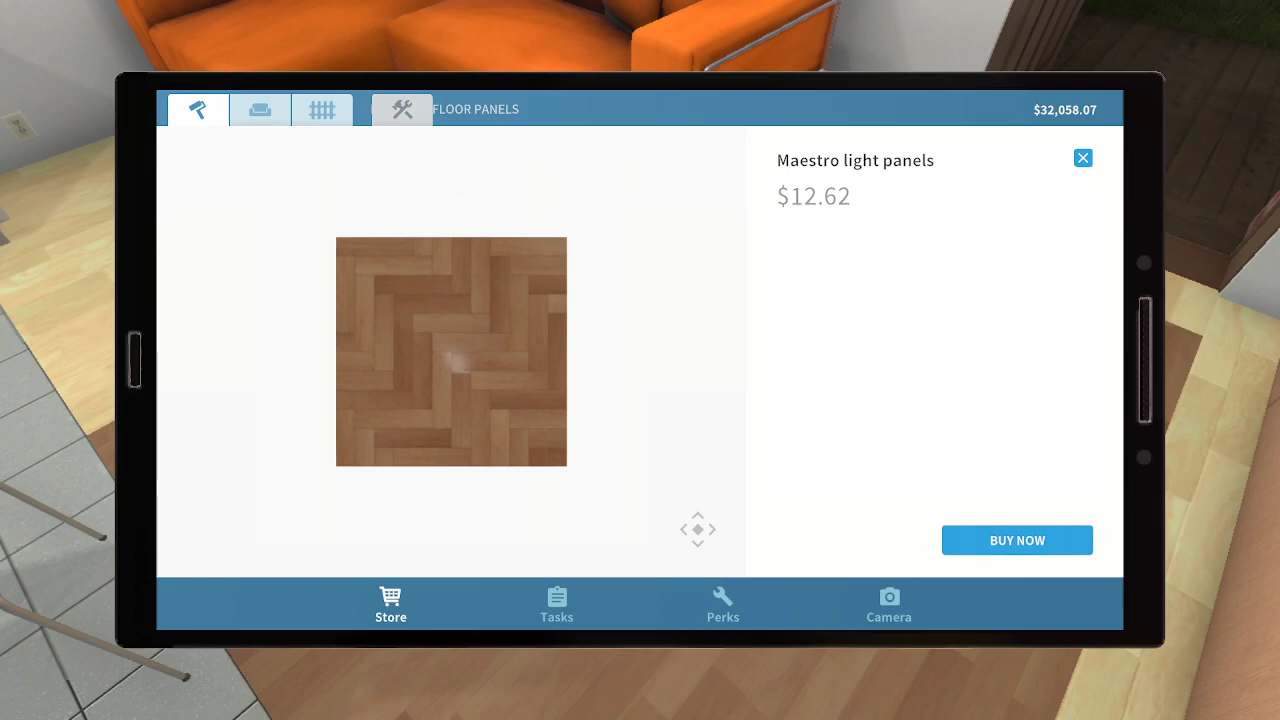 FLOOR PANELS
$32,058.07
Maestro light panels
$12.62
BUY NOW
Store
Tasks
Perks
Camera